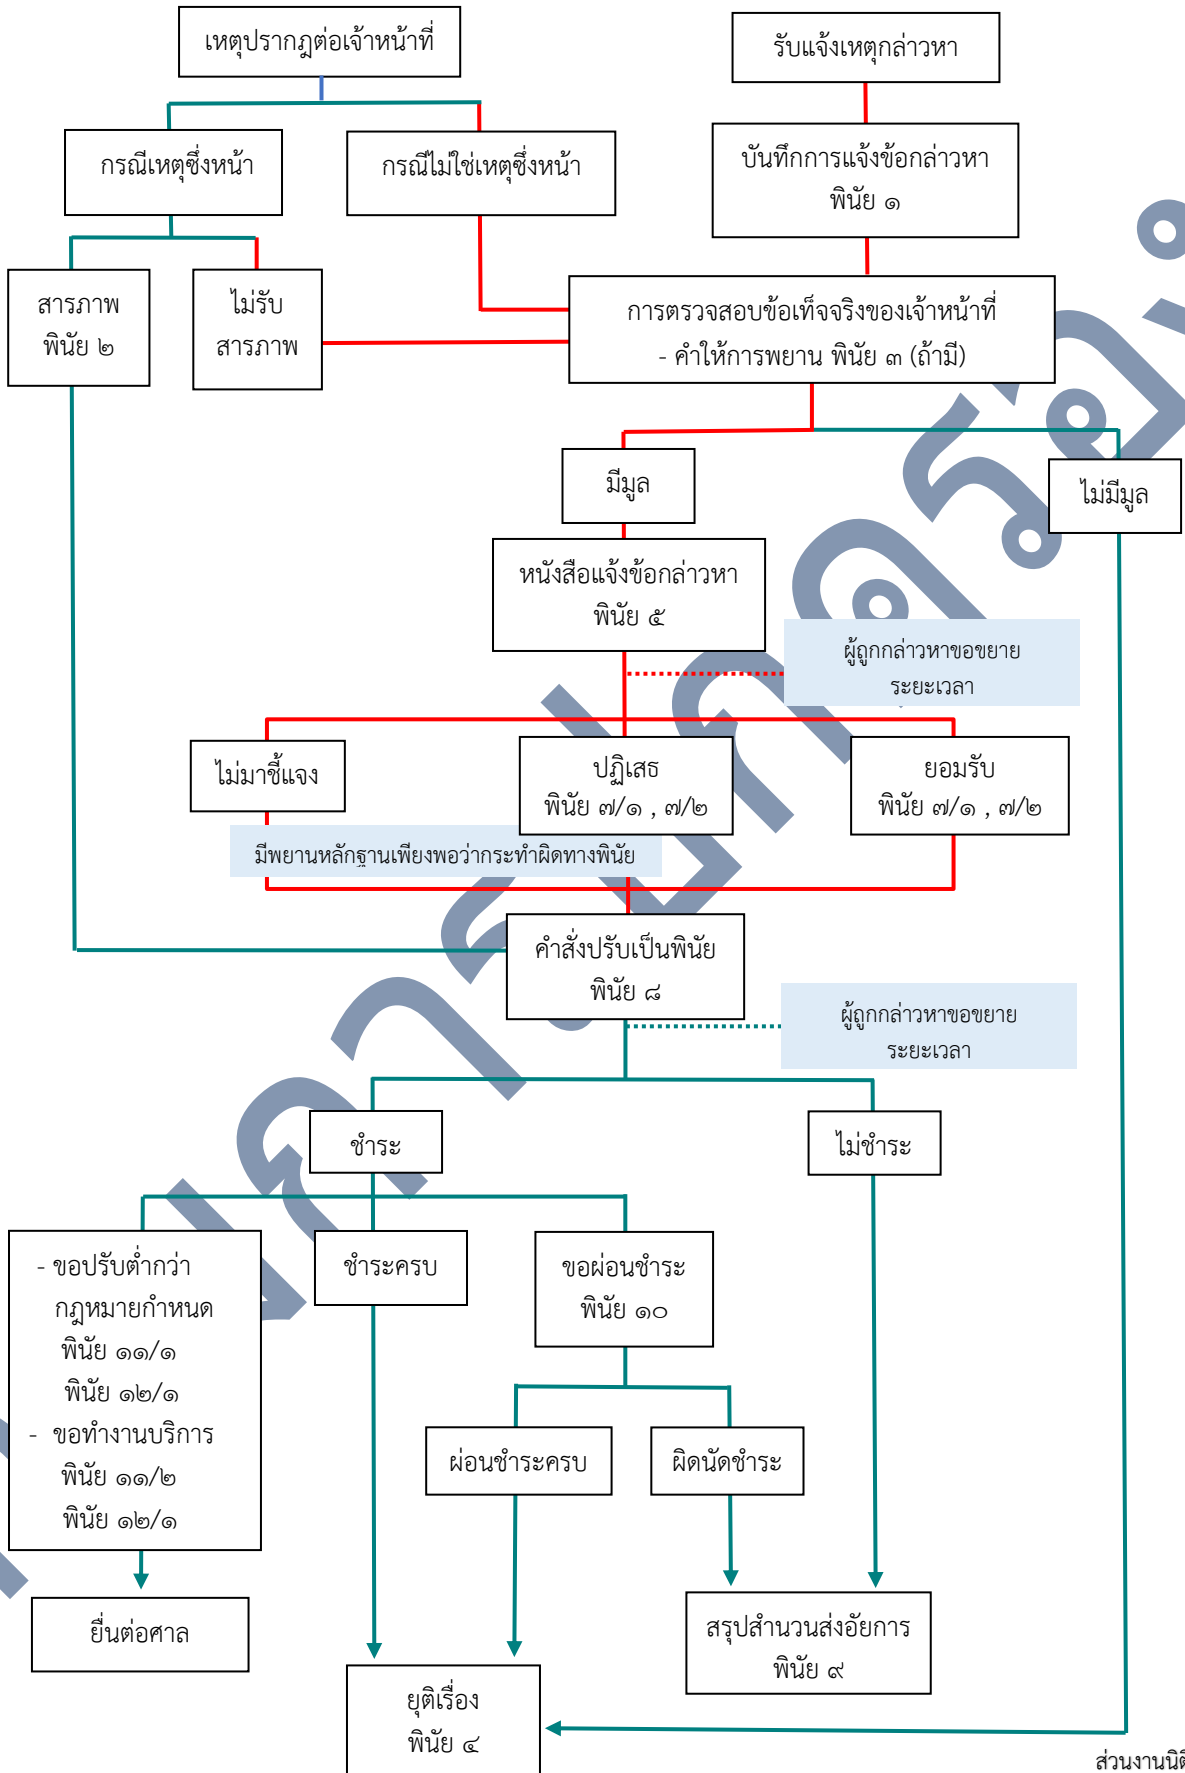 เหตุปรากฎต่อเจ้าหน้าที่
รับแจ้งเหตุกล่าวหา
กรณีเหตุซึ่งหน้า
กรณีไม่ใช่เหตุซึ่งหน้า
บันทึกการแจ้งข้อกล่าวหา
พินัย ๑
สารภาพ
พินัย ๒
ไม่รับ
สารภาพ
การตรวจสอบข้อเท็จจริงของเจ้าหน้าที่
- คำให้การพยาน พินัย ๓ (ถ้ามี)
มีมูล
ไม่มีมูล
หนังสือแจ้งข้อกล่าวหา
พินัย ๕
ผู้ถูกกล่าวหาขอขยาย
ระยะเวลา
ไม่มาชี้แจง
ปฏิเสธ
พินัย ๗/๑ , ๗/๒
ยอมรับ
พินัย ๗/๑ , ๗/๒
มีพยานหลักฐานเพียงพอว่ากระทำผิดทางพินัย
คำสั่งปรับเป็นพินัย
พินัย ๘
ผู้ถูกกล่าวหาขอขยาย
ระยะเวลา
ชำระ
ไม่ชำระ
- ขอปรับต่ำกว่า
กฎหมายกำหนด
พินัย ๑๑/๑
พินัย ๑๒/๑
- ขอทำงานบริการ
พินัย ๑๑/๒
พินัย ๑๒/๑
ชำระครบ
ขอผ่อนชำระ
พินัย ๑๐
ผ่อนชำระครบ
ผิดนัดชำระ
ยื่นต่อศาล
สรุปสำนวนส่งอัยการ
พินัย ๙
ยุติเรื่อง
พินัย ๔
ส่วนงานนิติ